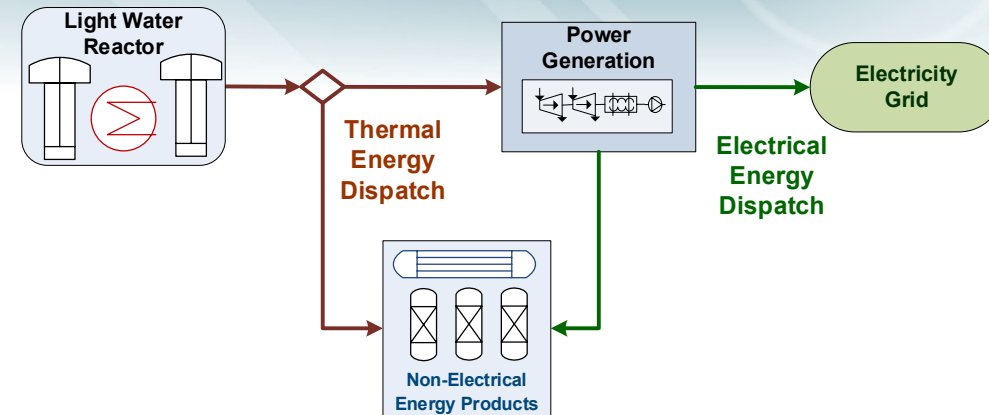 Light Water
Reactor
Power
Generation
Electricity
Grid
Thermal
Energy
Dispatch
Electrical
Energy
Dispatch
Non-Electrical
Energy Products